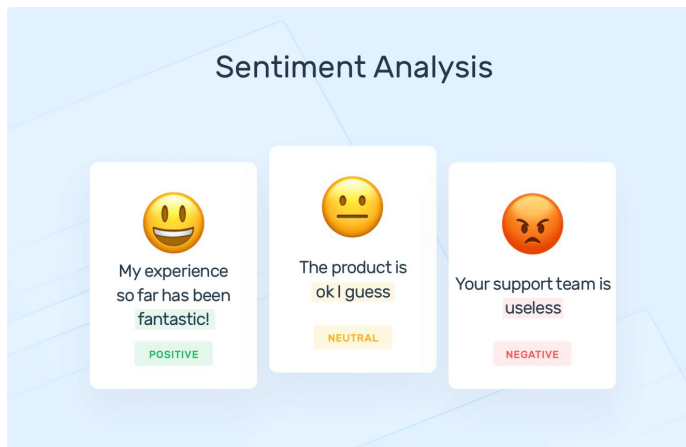 Sentiment Analysis
My experience
so far has been
fantastic!
POSITIVE
The product is
ok I guess
NEUTRAL
Your support team is
useless
NEGATIVE